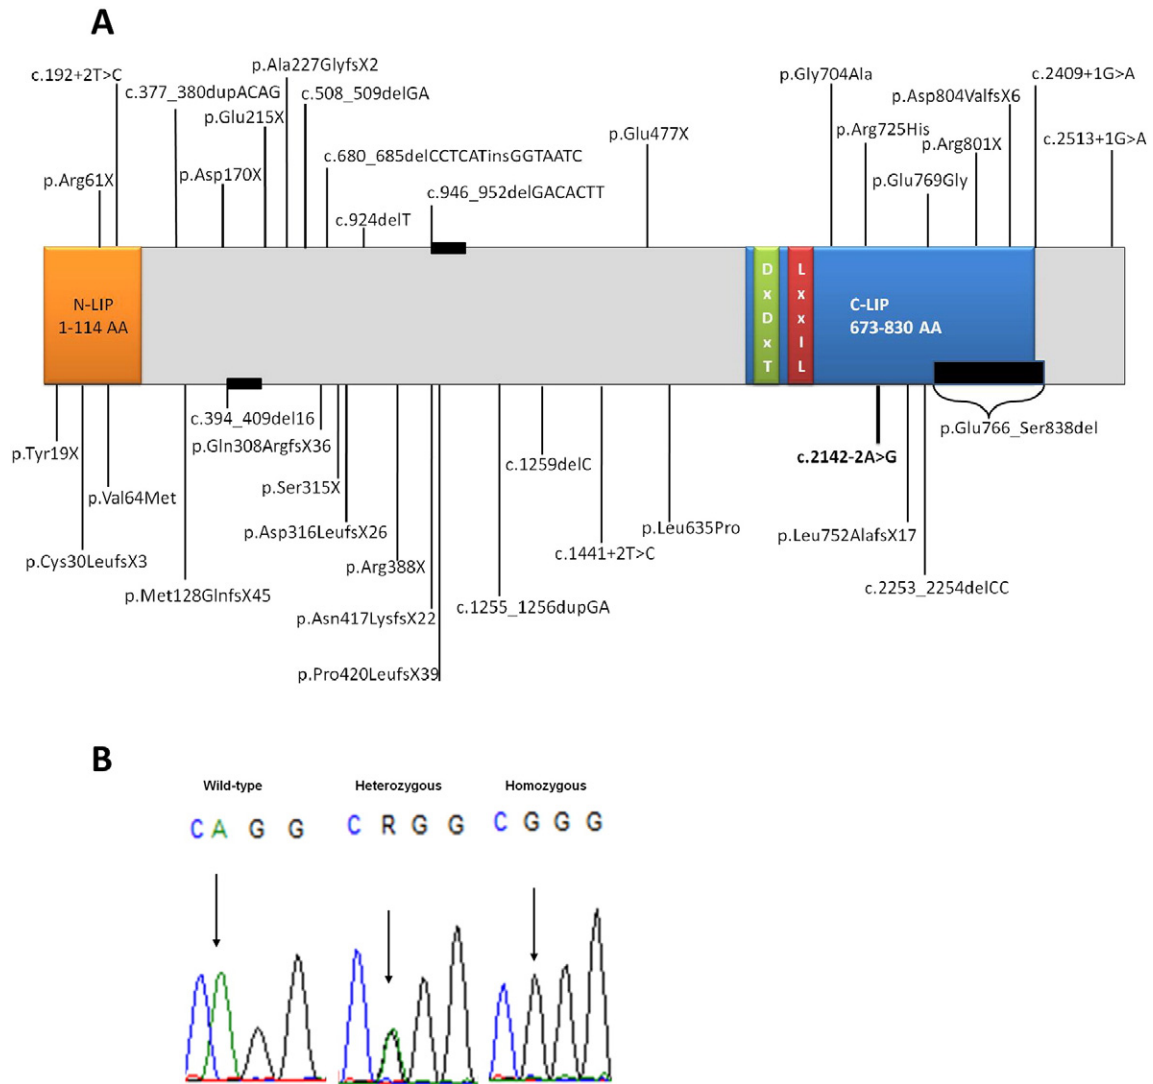 A
p.Ala227GlyfsX2
c.192+2T>C
p.Gly704Ala
c.2409+1G>A
c.377_380dupACAG
c.508_509delGA
p.Asp804ValfsX6
p.Glu215X
p.Glu477X
p.Arg725His
p.Arg801X
c.2513+1G>A
c.680_685delCCTCATinsGGTAATC
p.Arg61X
p.Asp170X
p.Glu769Gly
c.946_952delGACACTT
c.924delT
N-LIP
1-114 AA
D
x
D
x
T
L
x
x
I
L
C-LIP
673-830 AA
c.394_409del16
p.Glu766_Ser838del
p.Gln308ArgfsX36
p.Tyr19X
c.1259delC
c.2142-2A>G
p.Ser315X
p.Val64Met
p.Asp316LeufsX26
p.Leu635Pro
p.Leu752AlafsX17
p.Cys30LeufsX3
p.Arg388X
c.1441+2T>C
c.2253_2254delCC
p.Met128GlnfsX45
c.1255_1256dupGA
p.Asn417LysfsX22
p.Pro420LeufsX39
B
Wild-type Heterozygous Homozygous
C A G G C R G G C G G G